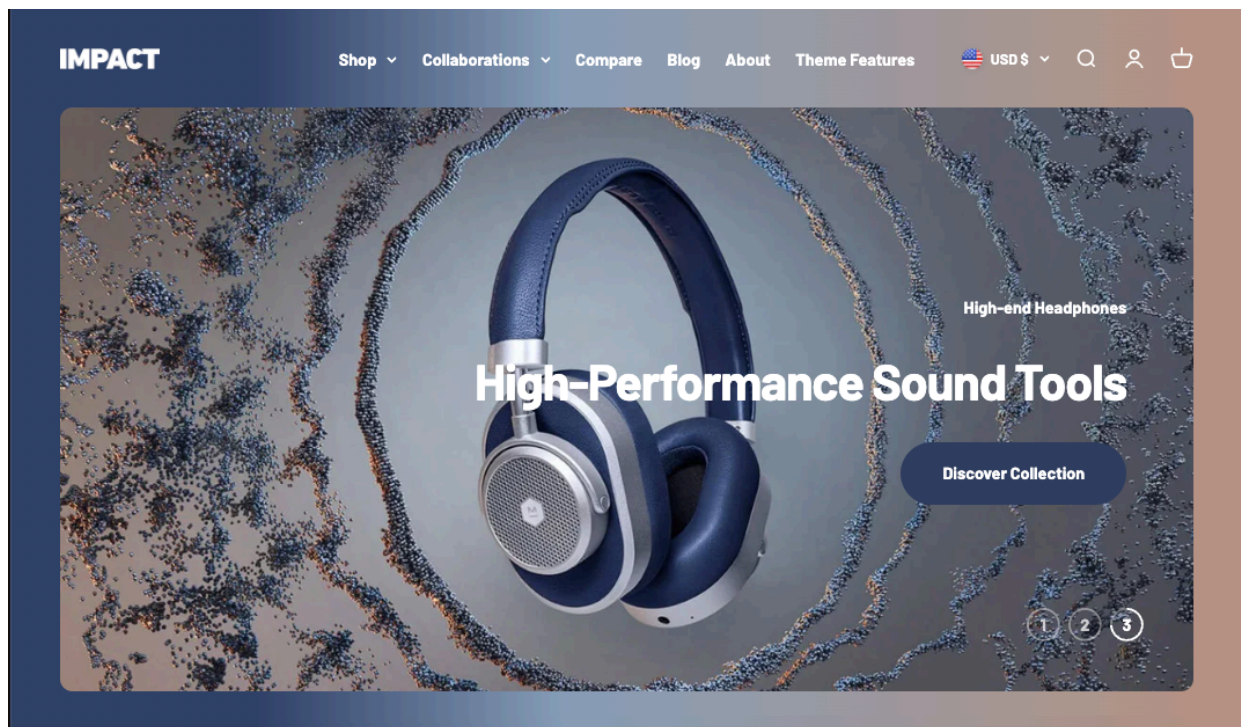 IMPACT
Shop Collaborations Compare Blog About Theme Features USD $
High-end Headphones
High-Performance Sound Tools
Discover Collection
1 2 3